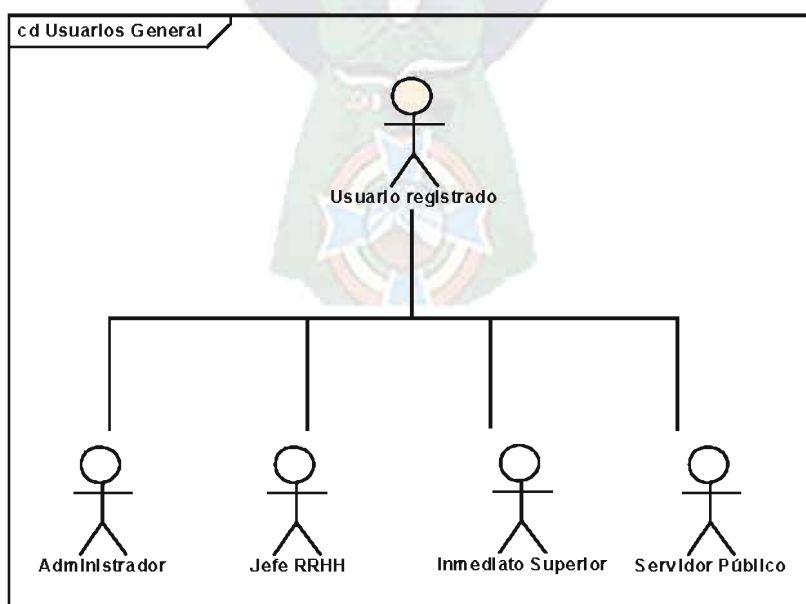 cd Usuarios General
Usuario registrado
Administrador
Jefe RRHH
Inmediato Superior
Servidor Público